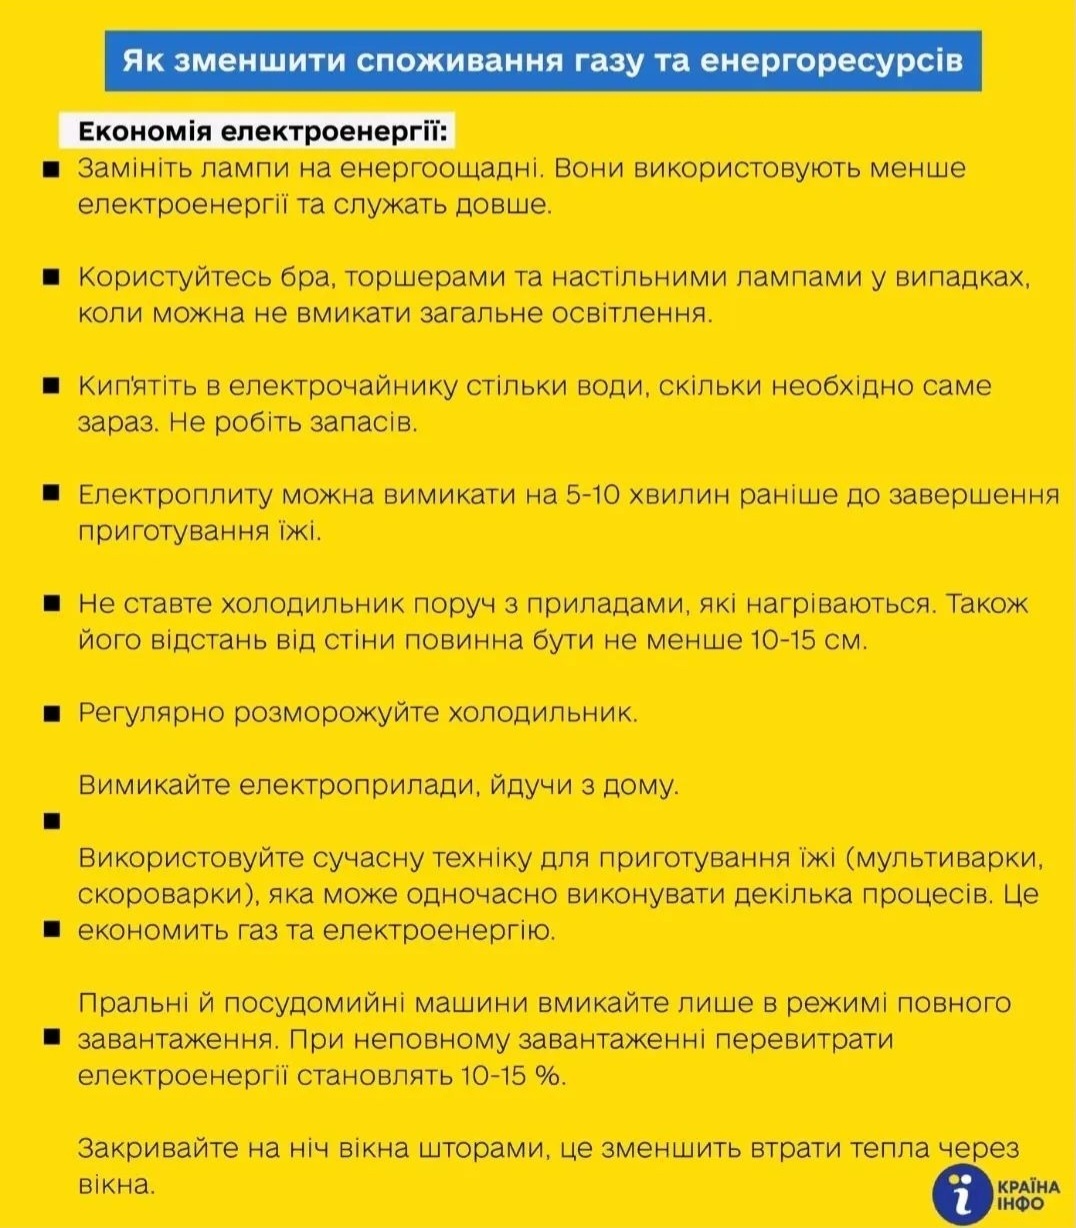 Як зменшити споживання газу та енергоресурсів
Економія електроенергії:
Замініть лампи на енергоощадні. Вони використовують менше
електроенергії та служать довше.
Користуйтесь бра, торшерами та настільними лампами у випадках,
коли можна не вмикати загальне освітлення.
Кип'ятіть в електрочайнику стільки води, скільки необхідно саме
зараз. Не робіть запасів.
Електроплиту можна вимикати на 5-10 хвилин раніше до завершення
приготування їжі.
Не ставте холодильник поруч з приладами, які нагріваються. Також
його відстань від стіни повинна бути не менше 10-15 см.
Регулярно розморожуйте холодильник.
Вимикайте електроприлади, йдучи з дому.
Використовуйте сучасну техніку для приготування їжі (мультиварки,
скороварки), яка може одночасно виконувати декілька процесів. Це
економить газ та електроенергію.
Пральні й посудомийні машини вмикайте лише в режимі повного
завантаження. При неповному завантаженні перевитрати
електроенергії становлять 10-15 %.
Закривайте на ніч вікна шторами, це зменшить втрати тепла через
вікна.
ї КРАЇНА
ІНФО